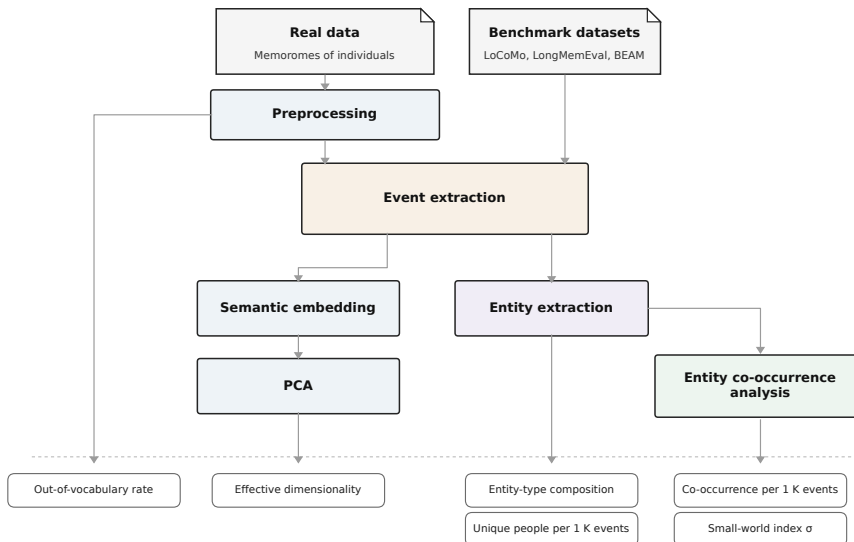 Real data
Memoromes of individuals
Benchmark datasets
LoCoMo, LongMemEval, BEAM
Preprocessing
Event extraction
Semantic embedding
Entity extraction
PCA
Entity co-occurrence
analysis
Out-of-vocabulary rate
Effective dimensionality
Entity-type composition
Co-occurrence per 1 K events
Unique people per 1 K events
Small-world index σ